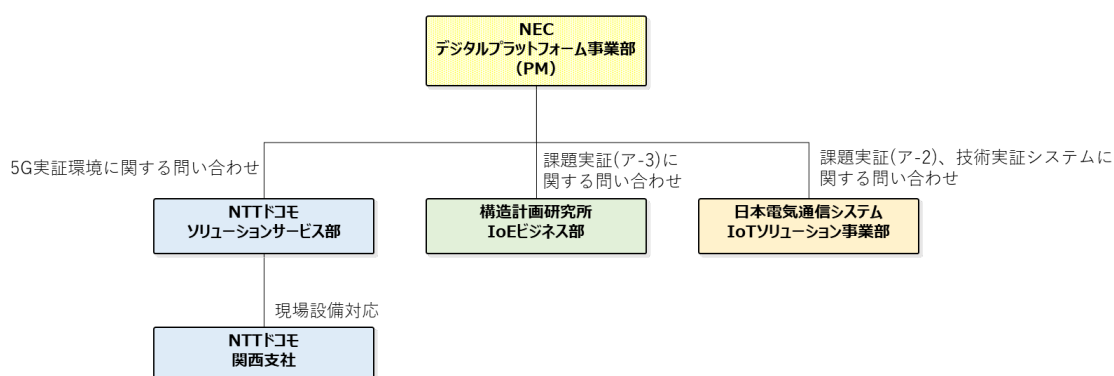 NEC
デジタルプラットフォーム事業部
（PM）
5G実証環境に関する問い合わせ
課題実証(ア-3)に
関する問い合わせ
課題実証(ア-2)、技術実証システムに
関する問い合わせ
NTTドコモ
ソリューションサービス部
構造計画研究所
IoEビジネス部
日本電気通信システム
IoTソリューション事業部
現場設備対応
NTTドコモ
関西支社